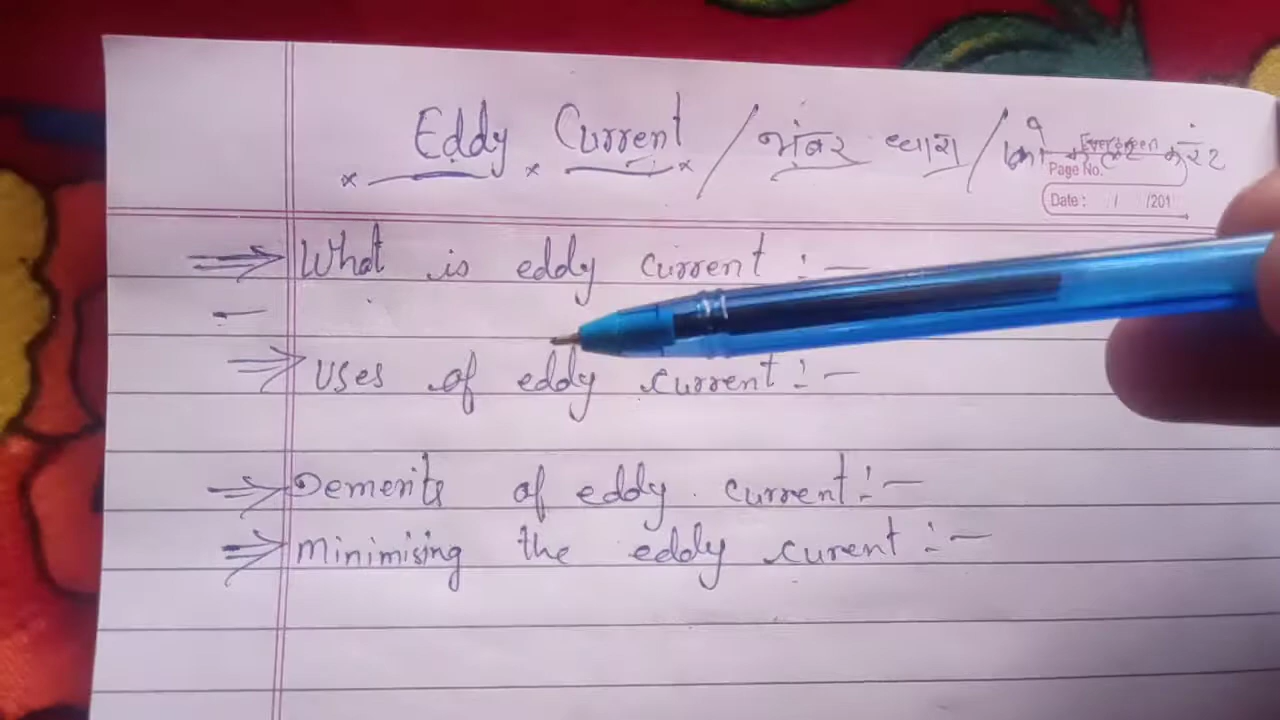 Eddy Current / भंवर धारा /
Evergreen
Page No.
Date : / /201
What is eddy current :-
-
Uses of eddy current :-
Demerits of eddy current :-
Minimising the eddy curent :-